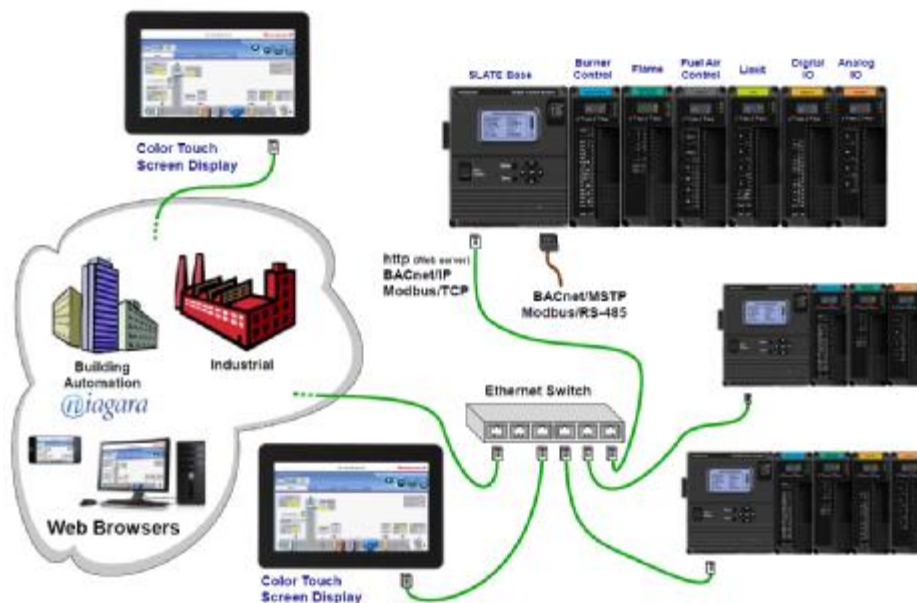 SLATE Base
Burner
Control
Flame
Fuel Air
Control
Limit
Digital
IO
Analog
IO
Color Touch
Screen Display
http (Web server)
BACnet/IP
Modbus/TCP
BACnet/MSTP
Modbus/RS-485
Building
Automation
niagara
Industrial
Ethernet Switch
Web Browsers
Color Touch
Screen Display